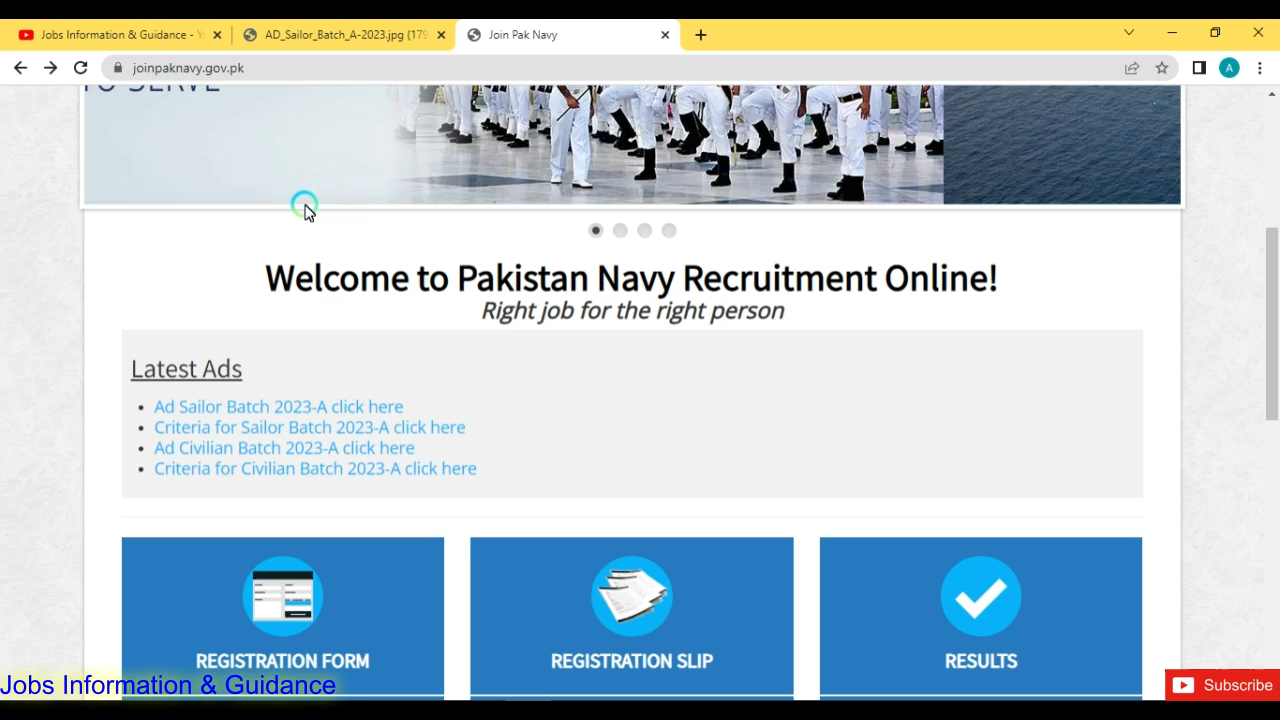 Jobs Information & Guidance -
AD_Sailor_Batch_A-2023.jpg (179
Join Pak Navy
joinpaknavy.gov.pk
A
TO SERVE
Welcome to Pakistan Navy Recruitment Online!
Right job for the right person
Latest Ads
Ad Sailor Batch 2023-A click here
Criteria for Sailor Batch 2023-A click here
Ad Civilian Batch 2023-A click here
Criteria for Civilian Batch 2023-A click here
REGISTRATION FORM
REGISTRATION SLIP
RESULTS
Jobs Information & Guidance
Subscribe